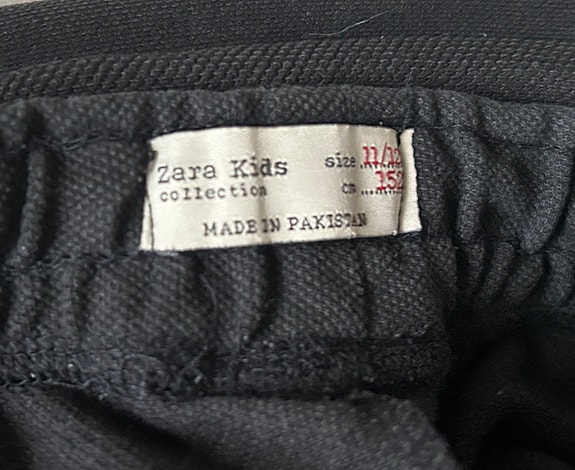 Zara Kids size 11/12
collection cm 152
MADE IN PAKISTAN